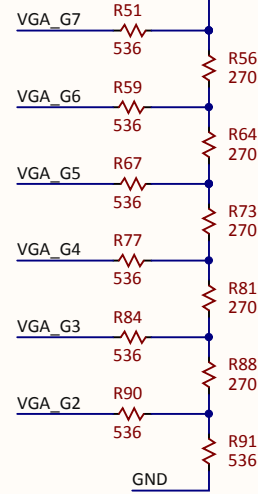 R51
VGA_G7
536
R56
270
R59
VGA_G6
536
R64
270
R67
VGA_G5
536
R73
270
R77
VGA_G4
536
R81
270
R84
VGA_G3
536
R88
270
R90
VGA_G2
536
R91
536
GND